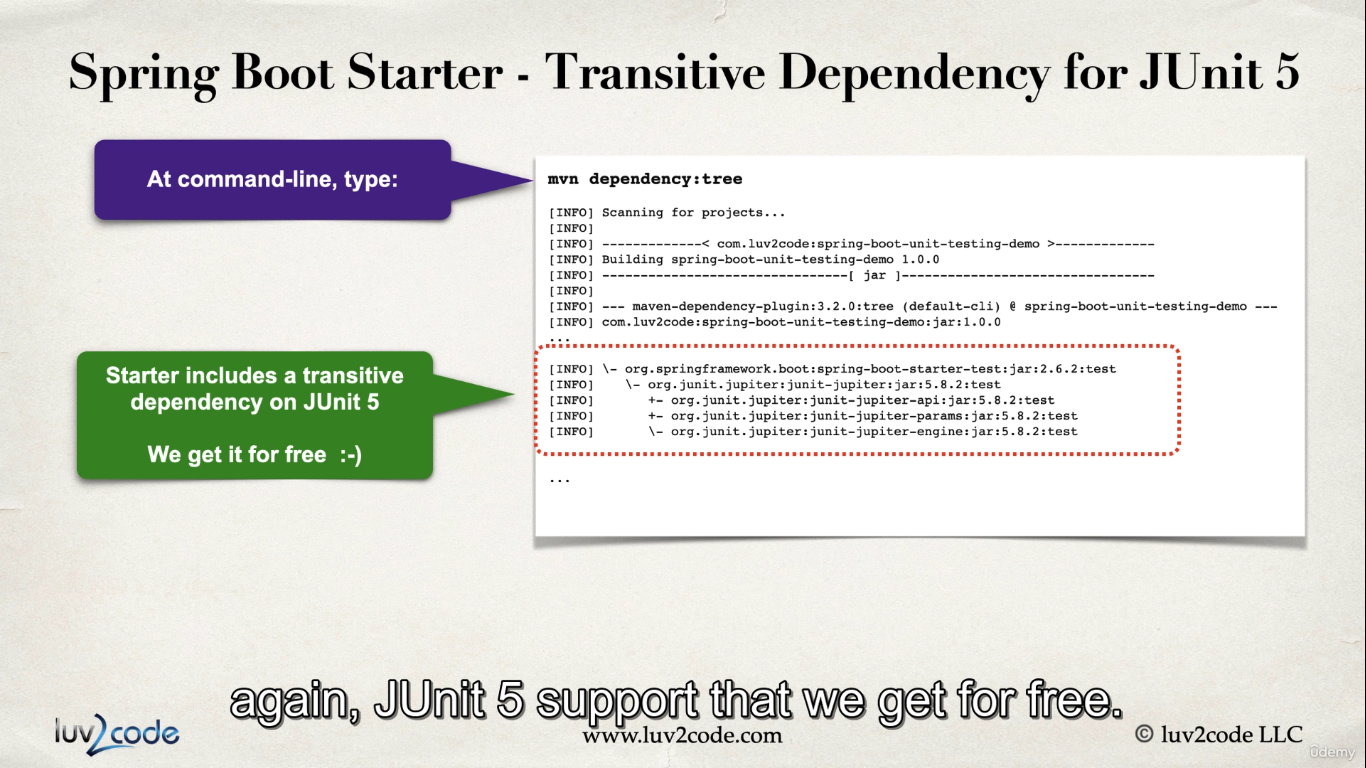 Spring Boot Starter - Transitive Dependency for JUnit 5
At command-line, type:
mvn dependency:tree
[INFO] Scanning for projects...
[INFO]
[INFO] -------------< com.luv2code:spring-boot-unit-testing-demo >-------------
[INFO] Building spring-boot-unit-testing-demo 1.0.0
[INFO] --------------------------------[ jar ]---------------------------------
[INFO]
[INFO] --- maven-dependency-plugin:3.2.0:tree (default-cli) @ spring-boot-unit-testing-demo ---
[INFO] com.luv2code:spring-boot-unit-testing-demo:jar:1.0.0
...
Starter includes a transitive
dependency on JUnit 5
We get it for free :-)
[INFO] \- org.springframework.boot:spring-boot-starter-test:jar:2.6.2:test
[INFO]    \- org.junit.jupiter:junit-jupiter:jar:5.8.2:test
[INFO]       +- org.junit.jupiter:junit-jupiter-api:jar:5.8.2:test
[INFO]       +- org.junit.jupiter:junit-jupiter-params:jar:5.8.2:test
[INFO]       \- org.junit.jupiter:junit-jupiter-engine:jar:5.8.2:test
...
again, JUnit 5 support that we get for free.
luv2code
www.luv2code.com
© luv2code LLC
ûdemy